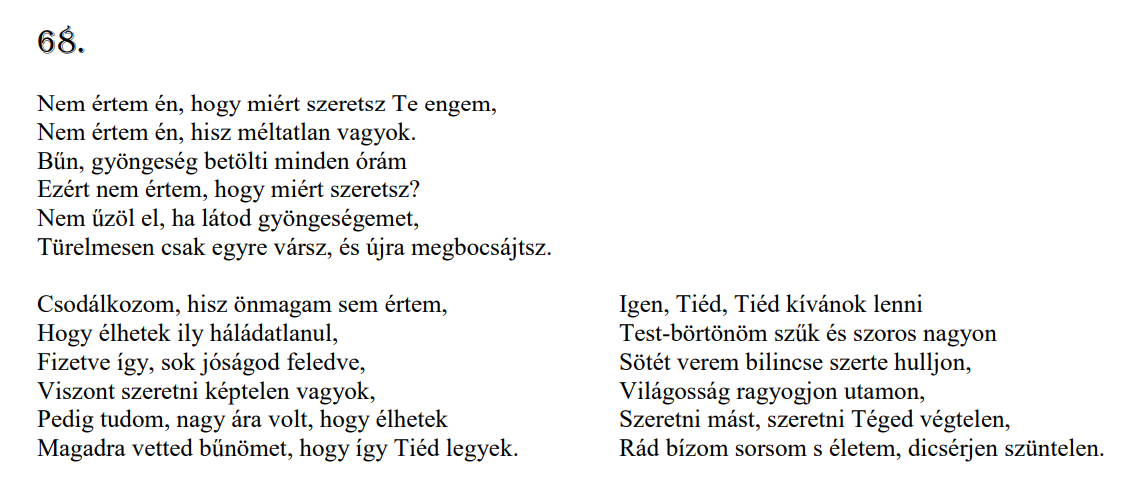 68.
Nem értem én, hogy miért szeretsz Te engem,
Nem értem én, hisz méltatlan vagyok.
Bűn, gyöngeség betölti minden órám
Ezért nem értem, hogy miért szeretsz?
Nem űzöl el, ha látod gyöngeségemet,
Türelmesen csak egyre vársz, és újra megbocsájtsz.
Csodálkozom, hisz önmagam sem értem,
Hogy élhetek ily háládatlanul,
Fizetve így, sok jóságod feledve,
Viszont szeretni képtelen vagyok,
Pedig tudom, nagy ára volt, hogy élhetek
Magadra vetted bűnömet, hogy így Tiéd legyek.
Igen, Tiéd, Tiéd kívánok lenni
Test-börtönöm szűk és szoros nagyon
Sötét verem bilincse szerte hulljon,
Világosság ragyogjon utamon,
Szeretni mást, szeretni Téged végtelen,
Rád bízom sorsom s életem, dicsérjen szüntelen.